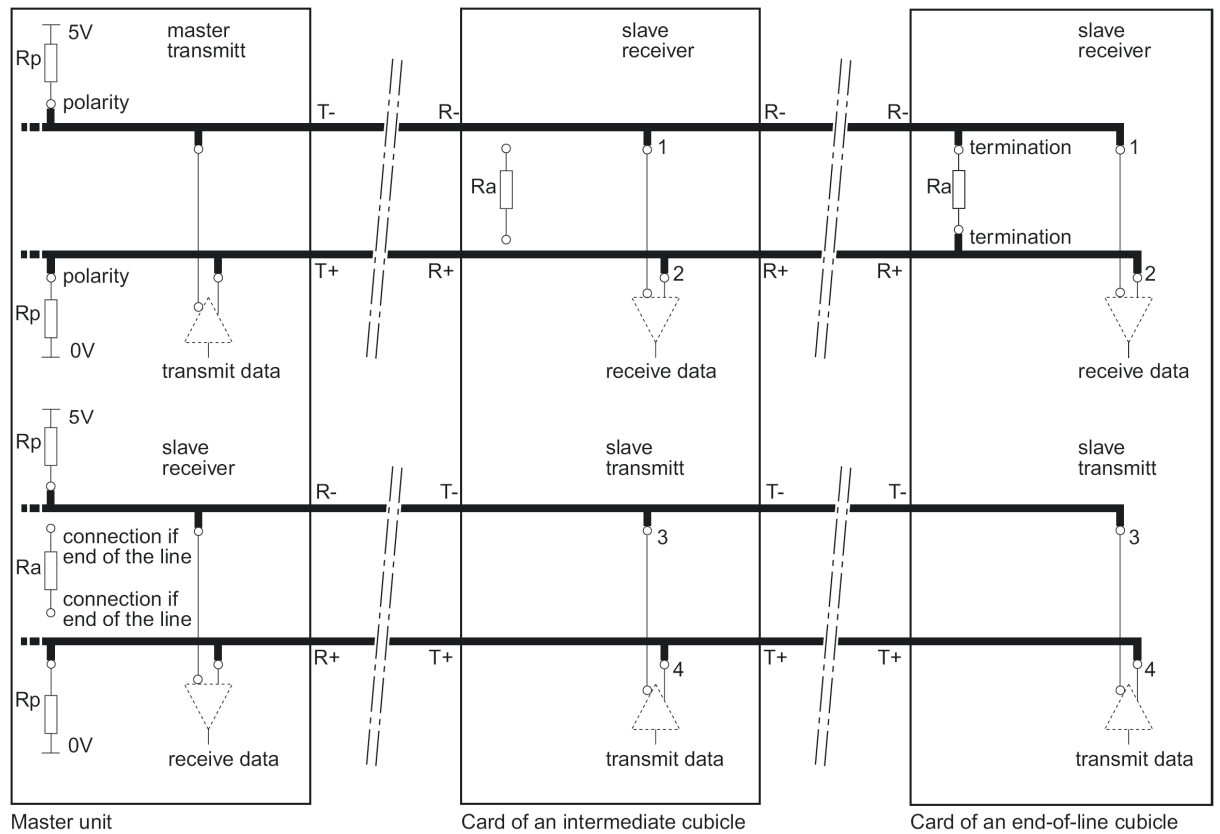 5V
master
transmitt
slave
receiver
slave
receiver
Rp
polarity
T-
R-
R-
R-
1
termination
1
Ra
Ra
termination
polarity
T+
R+
2
R+
R+
2
Rp
0V
transmit data
receive data
receive data
5V
Rp
slave
receiver
slave
transmitt
slave
transmitt
R-
T-
T-
T-
connection if
end of the line
3
3
Ra
connection if
end of the line
R+
T+
4
T+
T+
4
Rp
0V
receive data
transmit data
transmit data
Master unit
Card of an intermediate cubicle
Card of an end-of-line cubicle